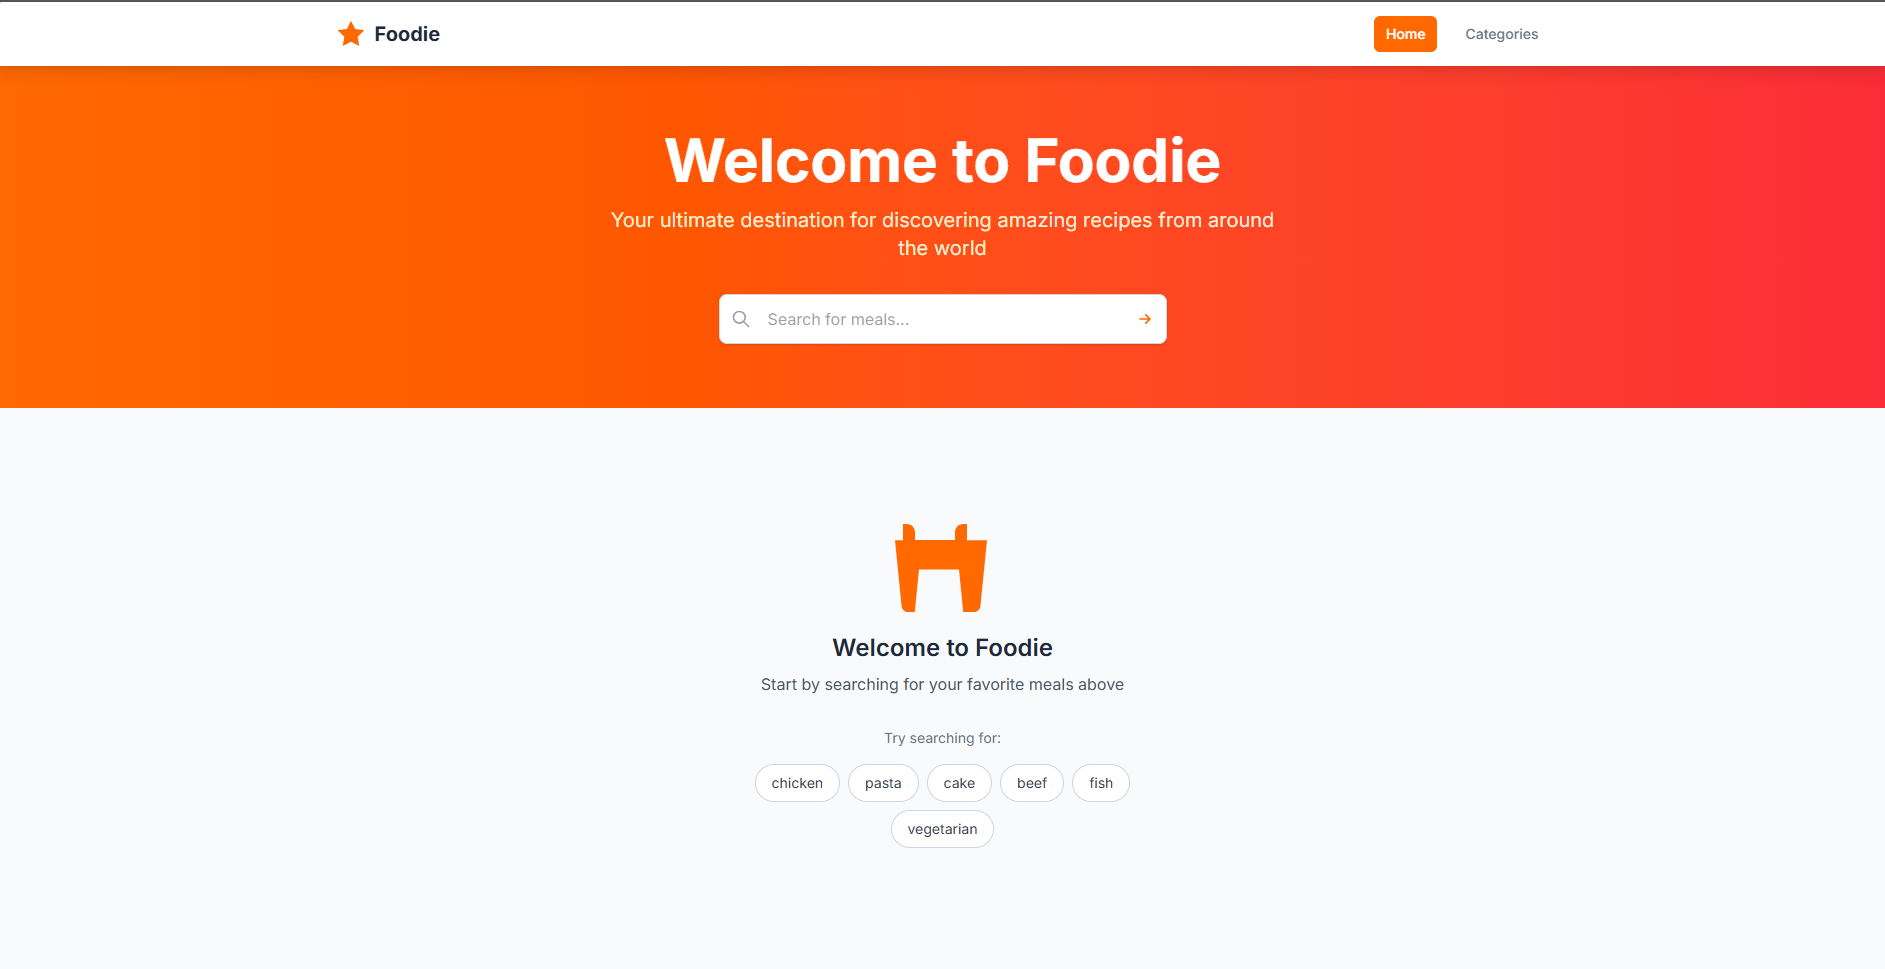 Foodie
Home
Categories
Welcome to Foodie
Your ultimate destination for discovering amazing recipes from around
the world
Search for meals...
Welcome to Foodie
Start by searching for your favorite meals above
Try searching for:
chicken
pasta
cake
beef
fish
vegetarian